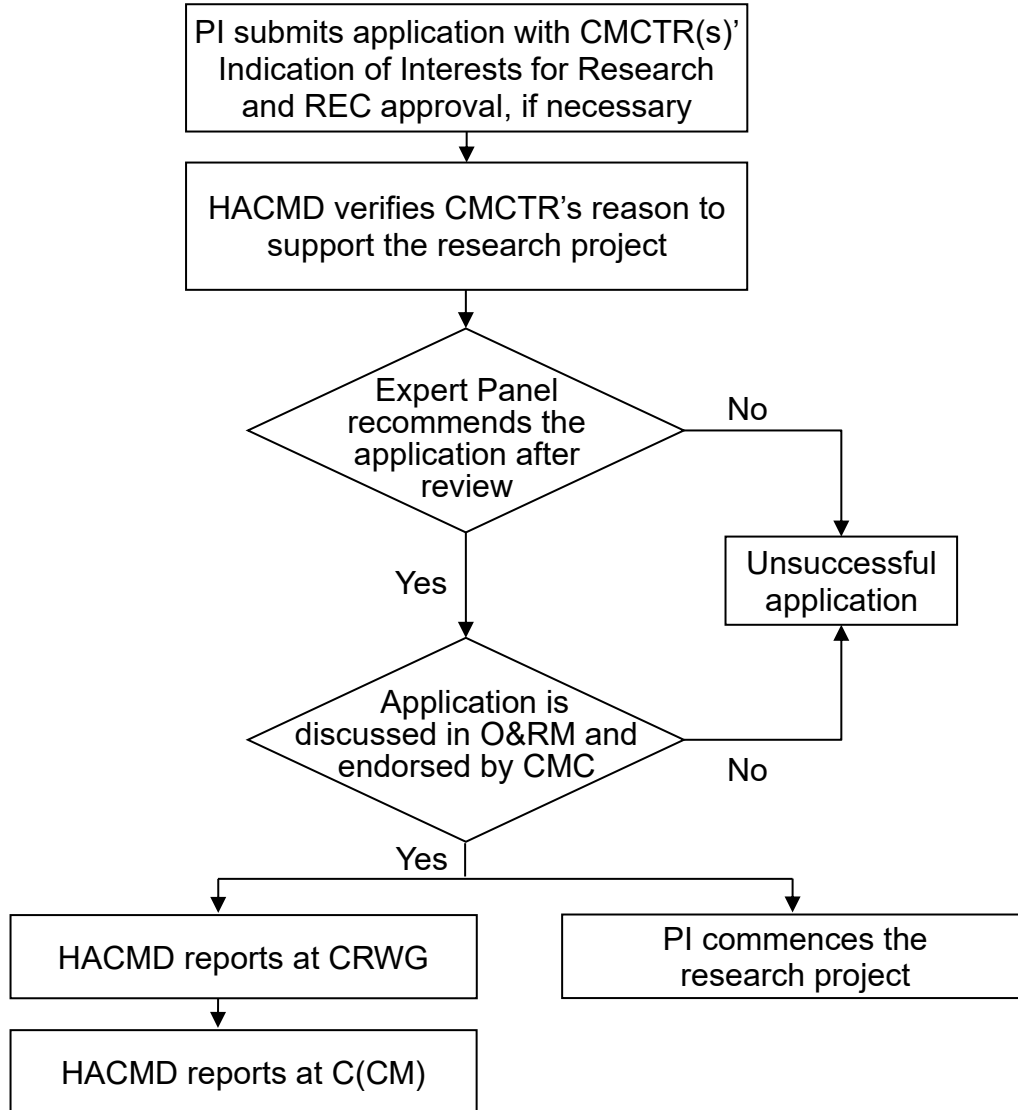 PI submits application with CMCTR(s)’
Indication of Interests for Research
and REC approval, if necessary
HACMD verifies CMCTR’s reason to
support the research project
Expert Panel
recommends the
application after
review
No
Unsuccessful
application
Yes
Application is
discussed in O&RM and
endorsed by CMC
No
Yes
HACMD reports at CRWG
PI commences the
research project
HACMD reports at C(CM)